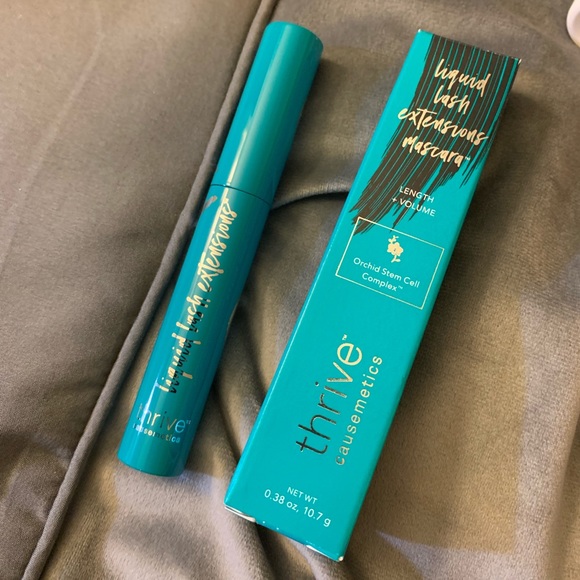 liquid lash extensions
thrive™
causemetics
liquid
lash
extensions
mascara™
LENGTH
+ VOLUME
Orchid Stem Cell
Complex™
thrive™
causemetics
NET WT
0.38 oz, 10.7 g